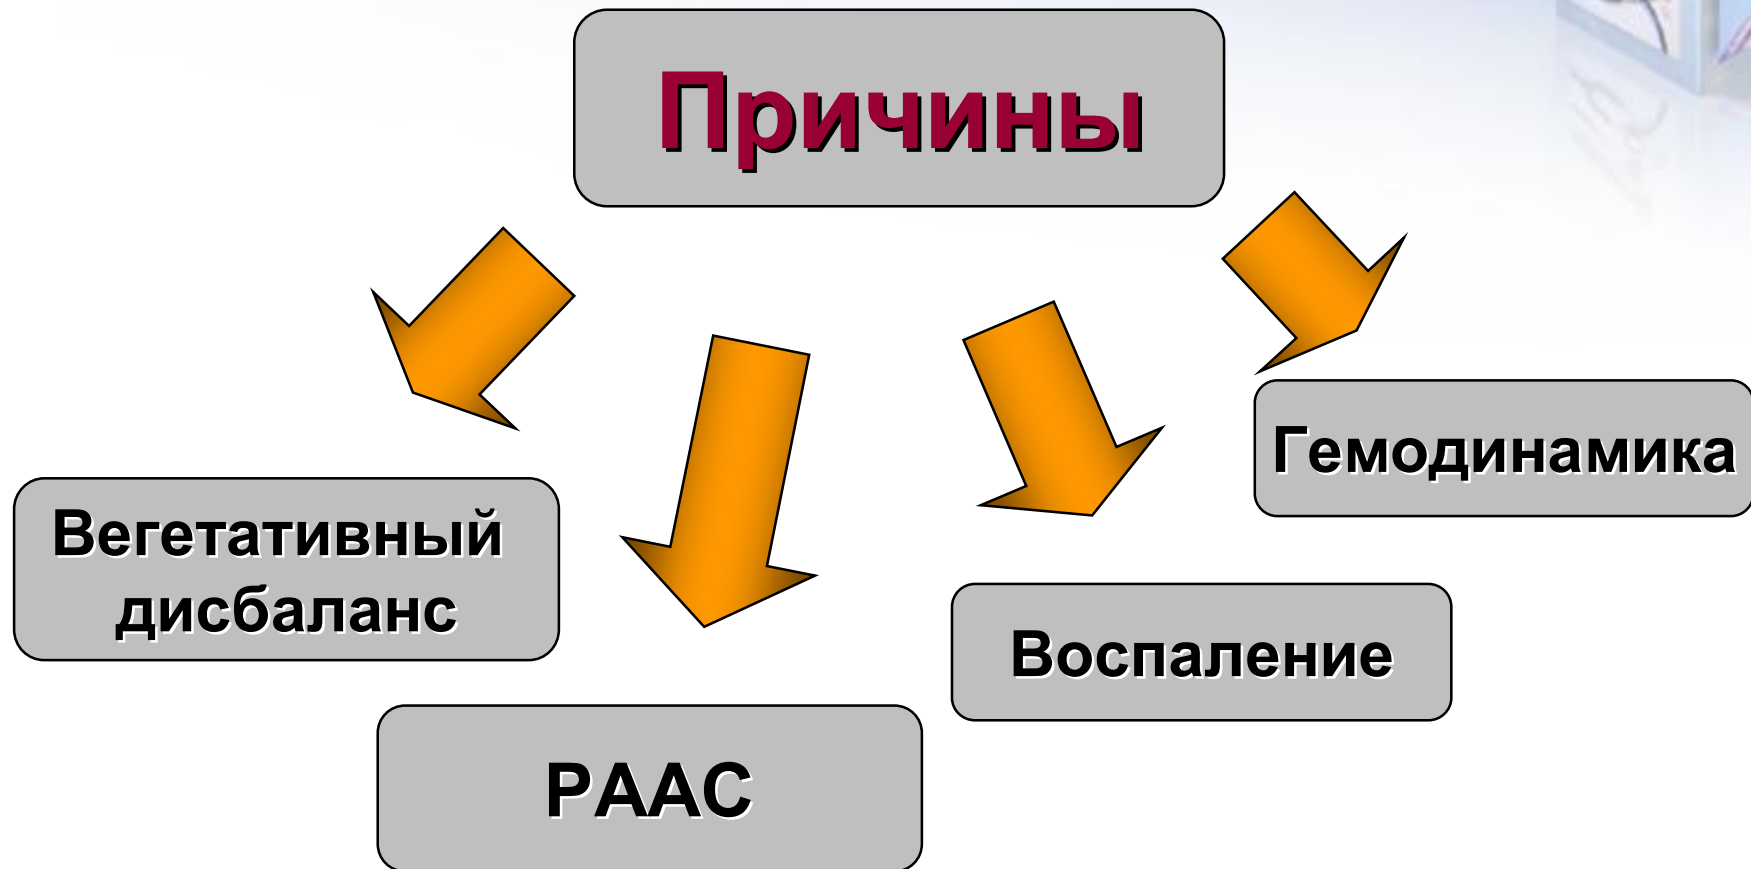 Причины
Гемодинамика
Вегетативный
дисбаланс
Воспаление
РААС